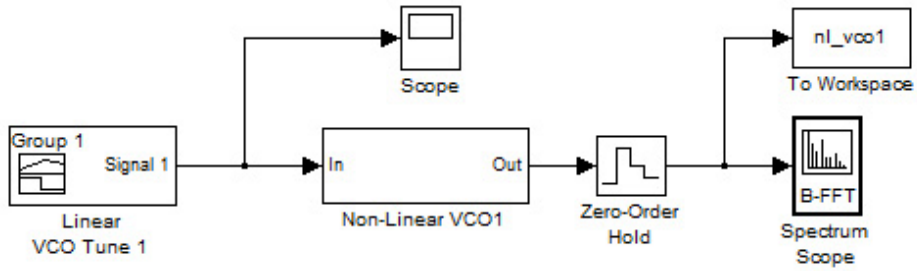 Scope
nl_vco1
To Workspace
Group 1
Signal 1
Linear
VCO Tune 1
In
Out
Non-Linear VCO1
Zero-Order
Hold
B-FFT
Spectrum
Scope